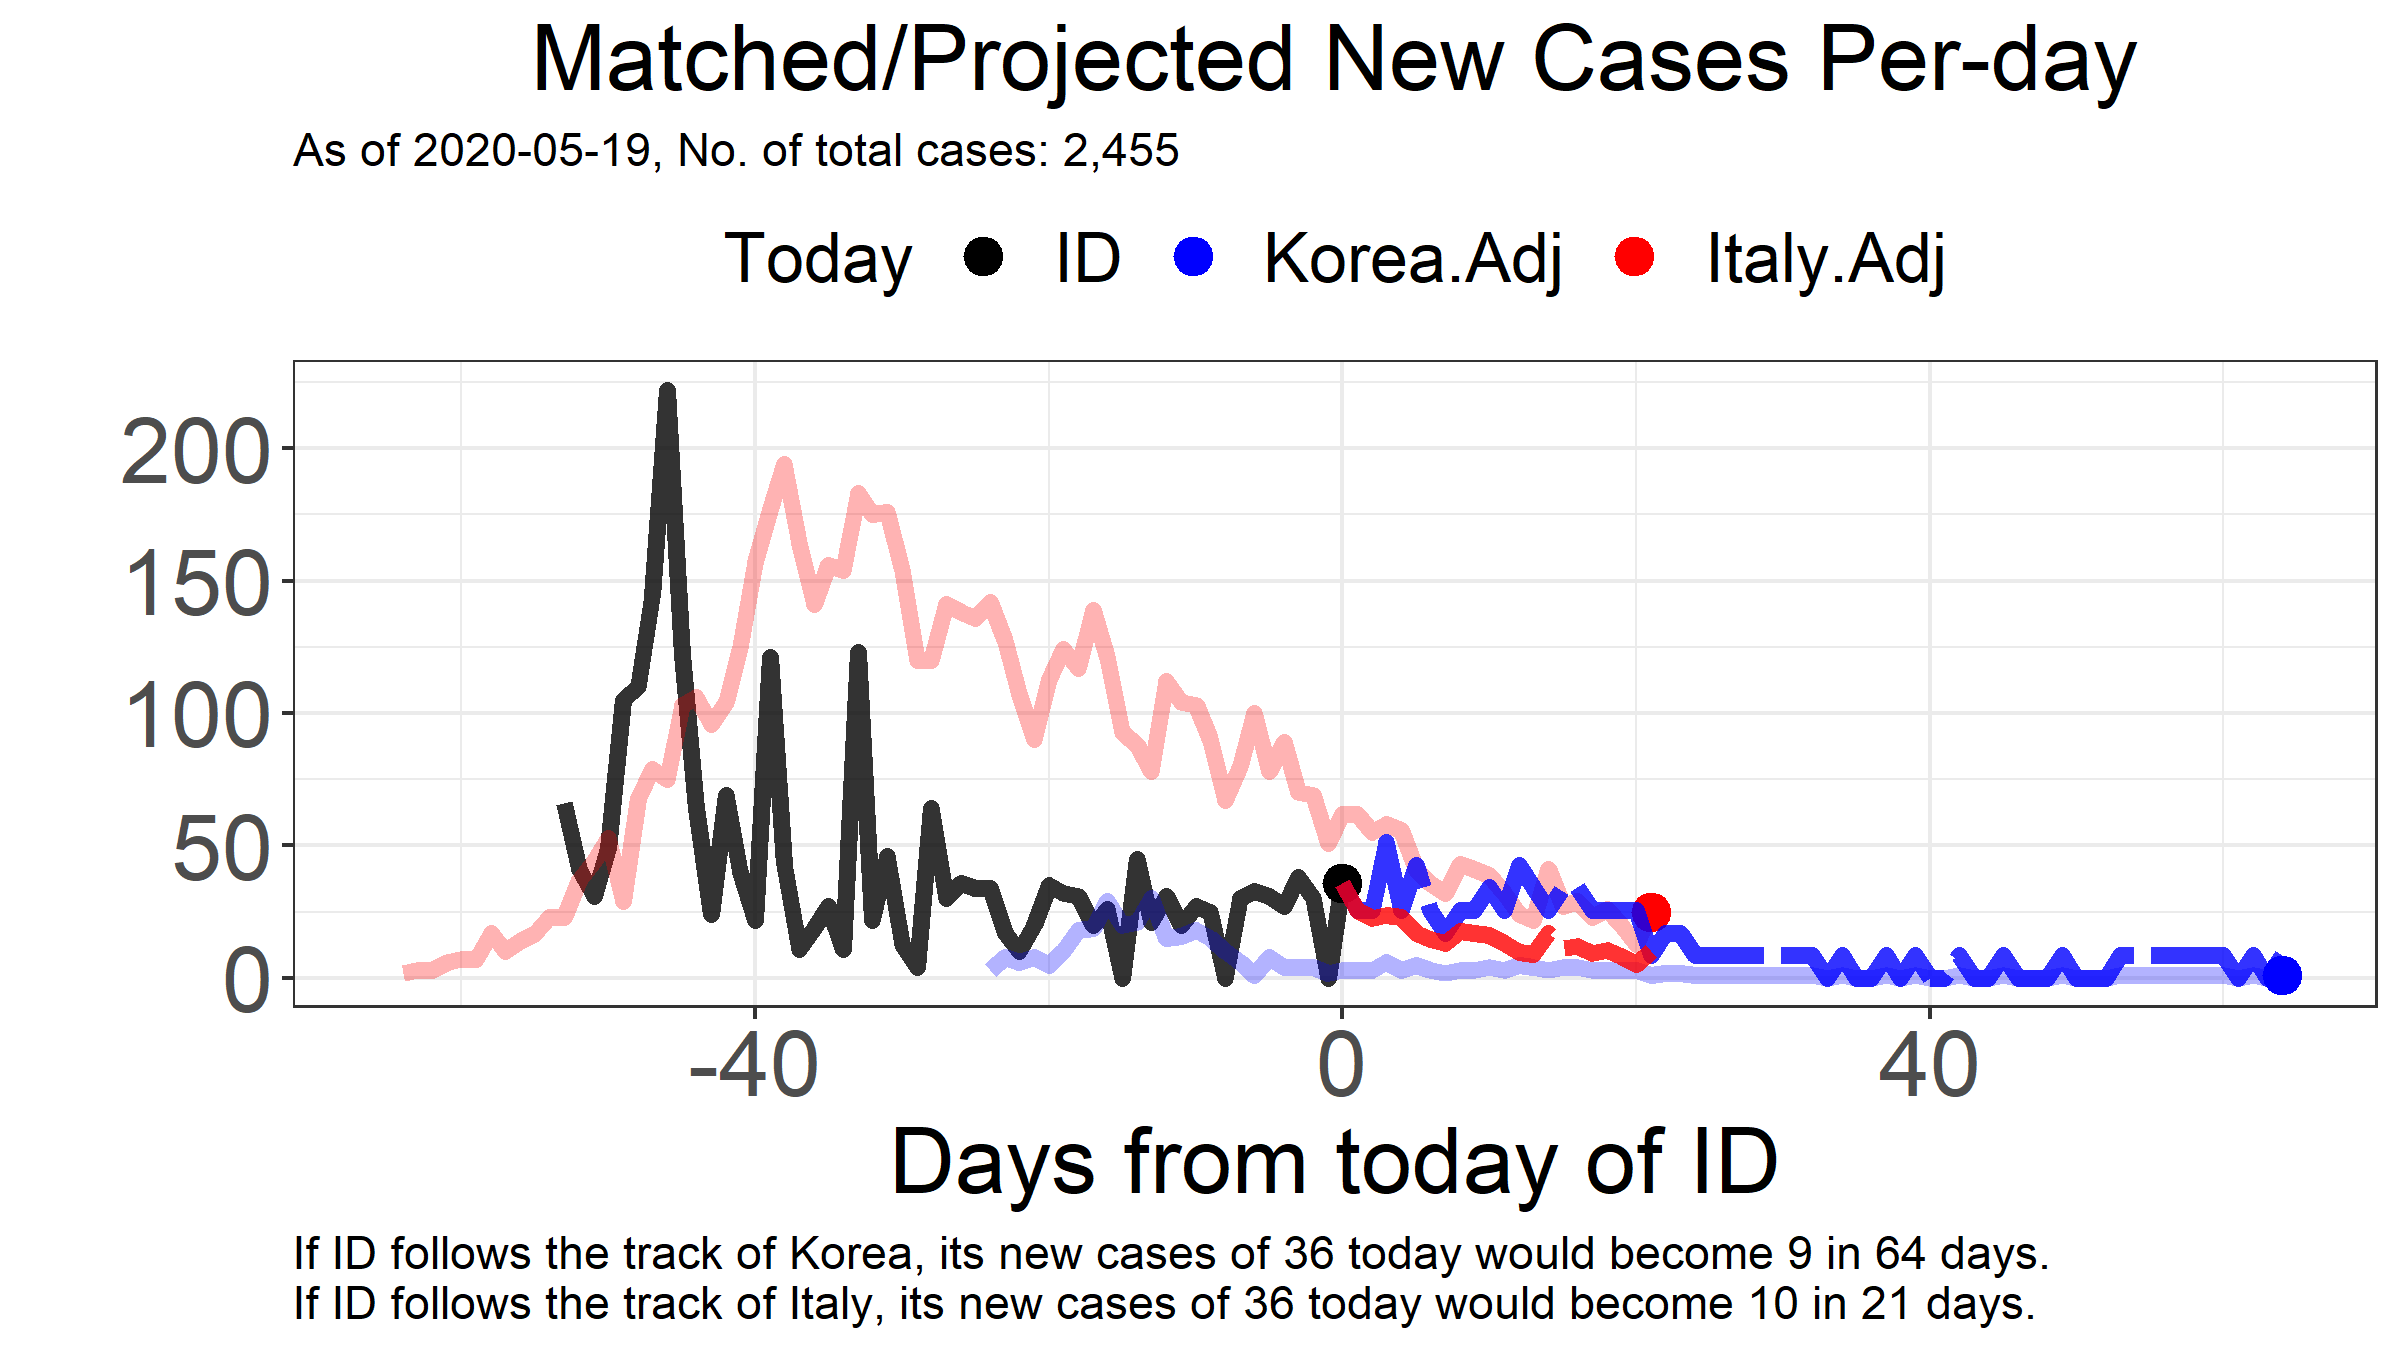 Matched/Projected New Cases Per-day
As of 2020-05-19, No. of total cases: 2,455
Today ID Korea.Adj Italy.Adj
200
150
100
50
0
-40 0 40
Days from today of ID
If ID follows the track of Korea, its new cases of 36 today would become 9 in 64 days.
If ID follows the track of Italy, its new cases of 36 today would become 10 in 21 days.